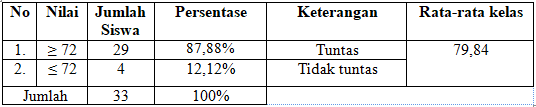 No Nilai Jumlah Siswa Persentase Keterangan Rata-rata kelas
1. ≥ 72 29 87,88% Tuntas 79,84
2. ≤ 72 4 12,12% Tidak tuntas
Jumlah 33 100%